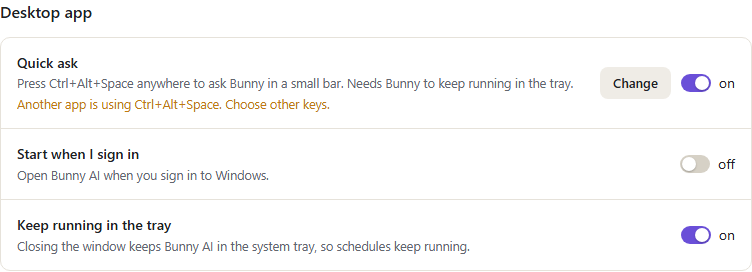 Desktop app
Quick ask
Press Ctrl+Alt+Space anywhere to ask Bunny in a small bar. Needs Bunny to keep running in the tray.
Another app is using Ctrl+Alt+Space. Choose other keys.
Change
on
Start when I sign in
Open Bunny AI when you sign in to Windows.
off
Keep running in the tray
Closing the window keeps Bunny AI in the system tray, so schedules keep running.
on